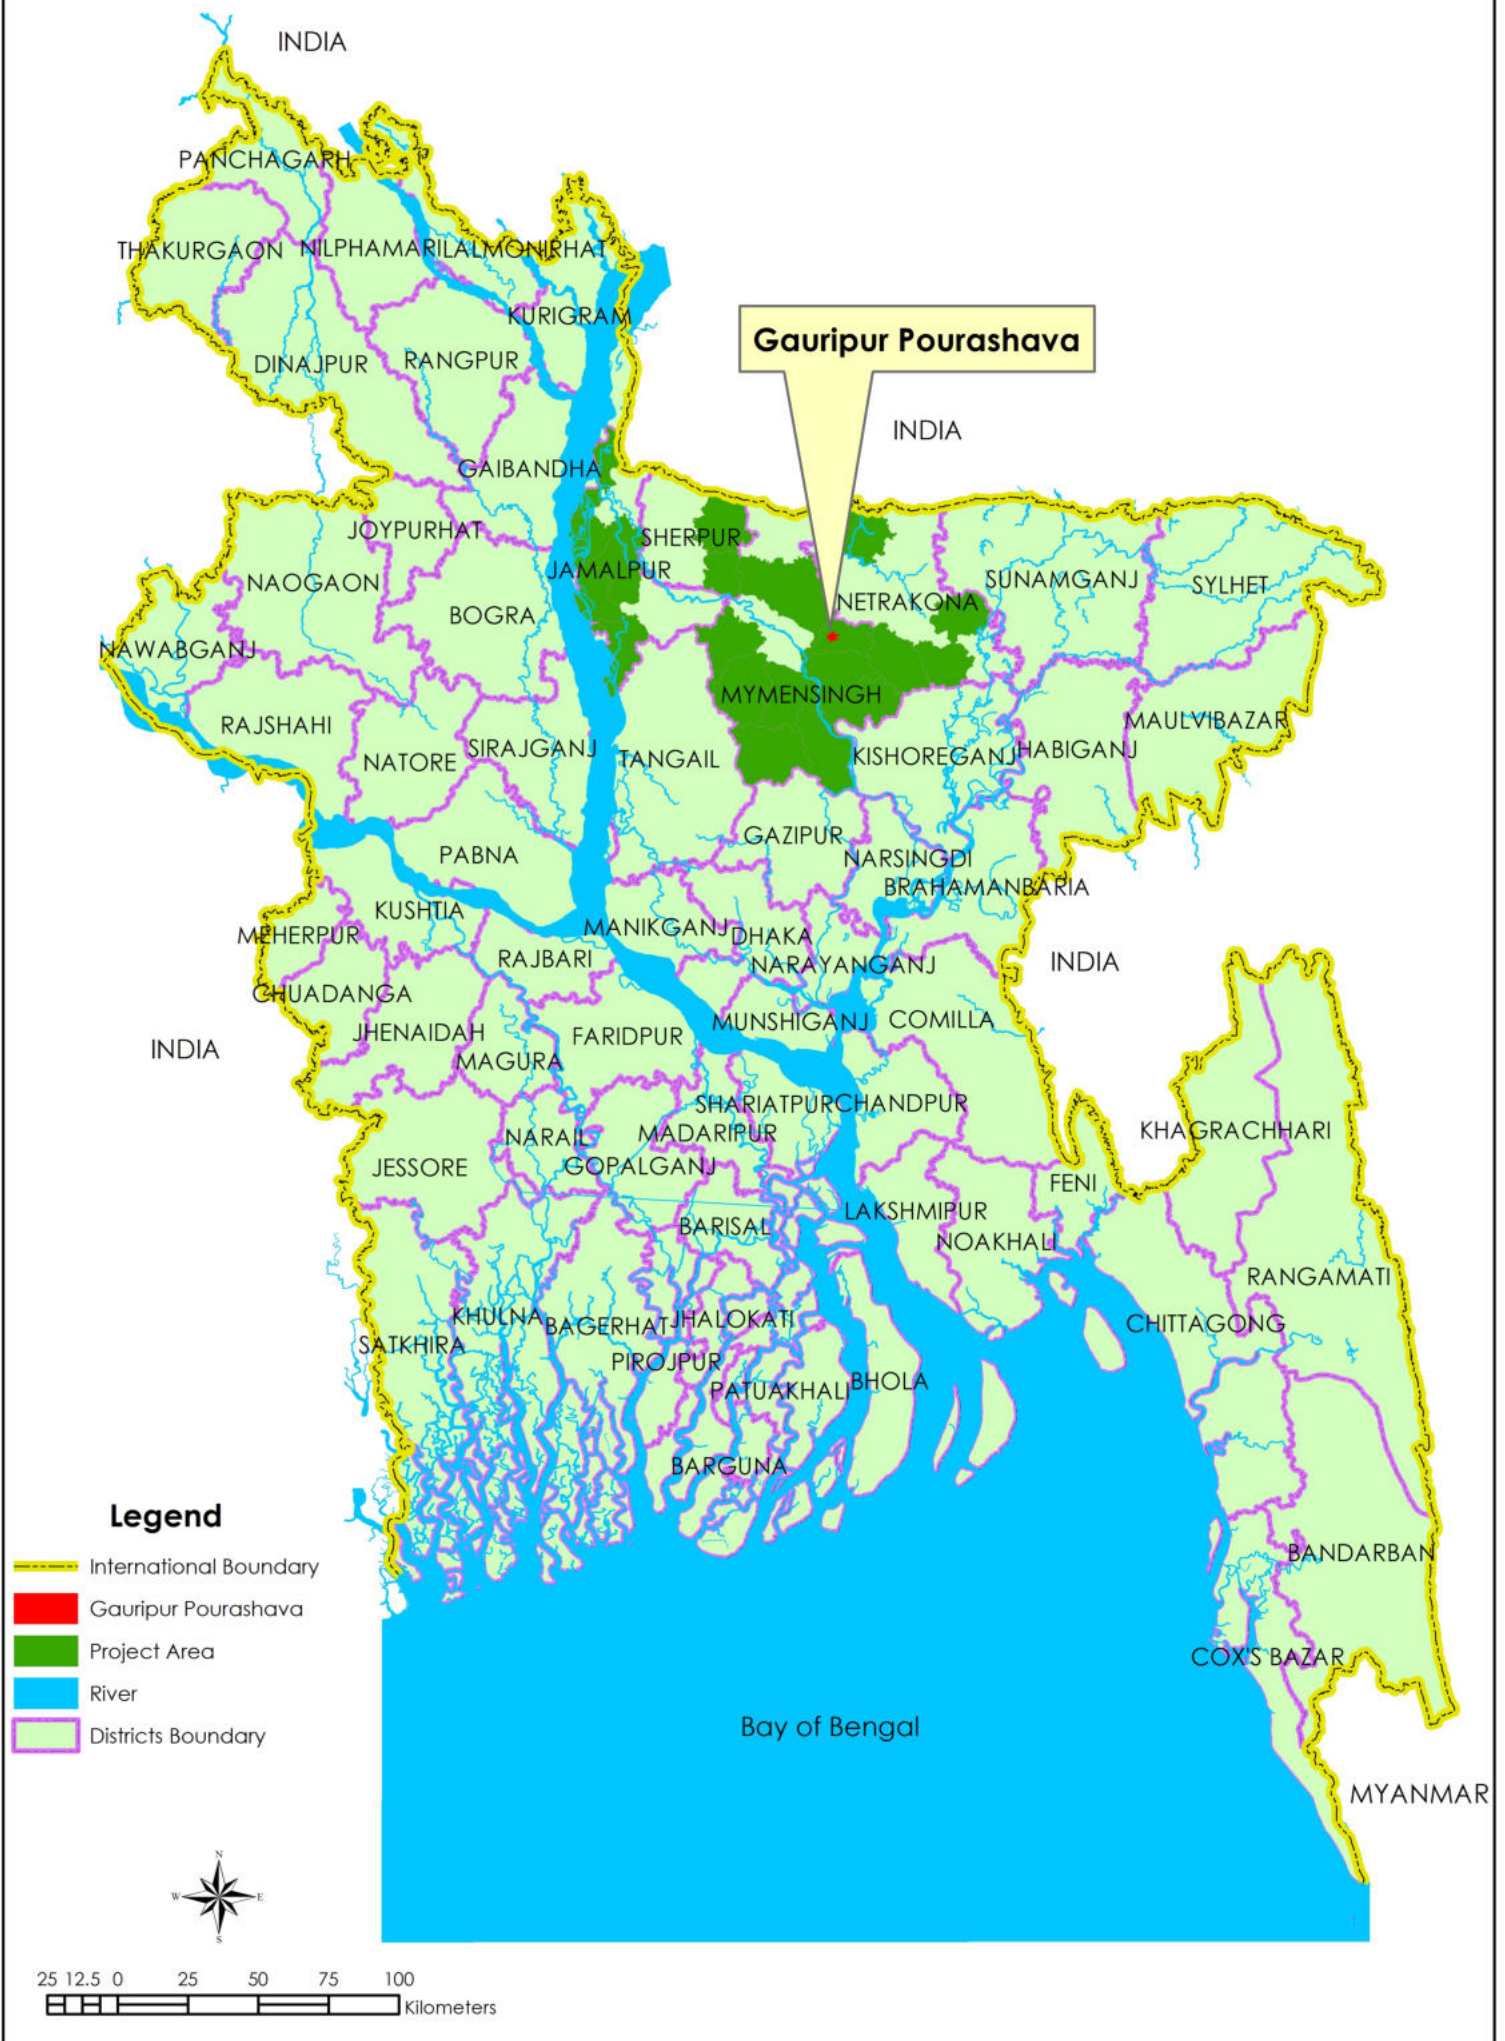 INDIA
PANCHAGARH
THAKURGAON
NILPHAMARI
LALMONIRHAT
KURIGRAM
DINAJPUR
RANGPUR
Gauripur Pourashava
INDIA
GAIBANDHA
JOYPURHAT
SHERPUR
JAMALPUR
NAOGAON
SUNAMGANJ
SYLHET
NETRAKONA
BOGRA
NAWABGANJ
MYMENSINGH
RAJSHAHI
MAULVIBAZAR
SIRAJGANJ
NATORE
TANGAIL
KISHOREGANJ
HABIGANJ
GAZIPUR
PABNA
NARSINGDI
BRAHAMANBARIA
KUSHTIA
MANIKGANJ
DHAKA
MEHERPUR
RAJBARI
NARAYANGANJ
INDIA
CHUADANGA
MUNSHIGANJ
COMILLA
JHENAIDAH
FARIDPUR
INDIA
MAGURA
SHARIATPUR
CHANDPUR
KHAGRACHHARI
NARAIL
MADARIPUR
JESSORE
GOPALGANJ
FENI
LAKSHMIPUR
BARISAL
NOAKHALI
RANGAMATI
KHULNA
BAGERHAT
JHALOKATI
CHITTAGONG
SATKHIRA
PIROJPUR
PATUAKHALI
BHOLA
BARGUNA
BANDARBAN
COX'S BAZAR
Bay of Bengal
MYANMAR
Legend
International Boundary
Gauripur Pourashava
Project Area
River
Districts Boundary
N
W
E
S
25 12.5 0 25 50 75 100
Kilometers